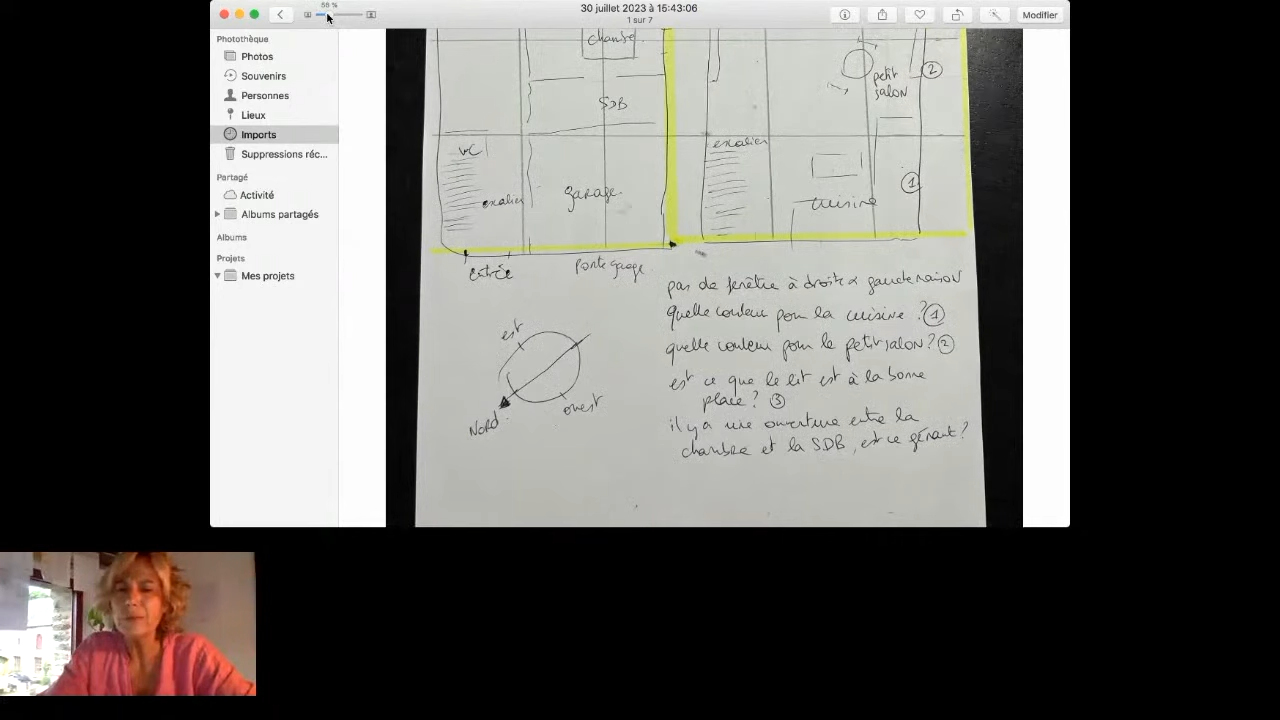 56 %
30 juillet 2023 à 16:43:06
1 sur 7
Modifier
Photothèque
Photos
Souvenirs
Personnes
Lieux
Imports
Suppressions réc...
Partagé
Activité
Albums partagés
Albums
Projets
Mes projets
chambre
SDB
WC
escalier
garage
entrée
Porte garage
petit salon
2
escalier
1
cuisine
est
ouest
Nord
pas de fenêtre à droite & gauche maison
quelle couleur pour la cuisine ? 1
quelle couleur pour le petit salon ? 2
est ce que le lit est à la bonne
place ? 3
il y a une ouverture entre la
chambre et la SDB, est ce gênant ?